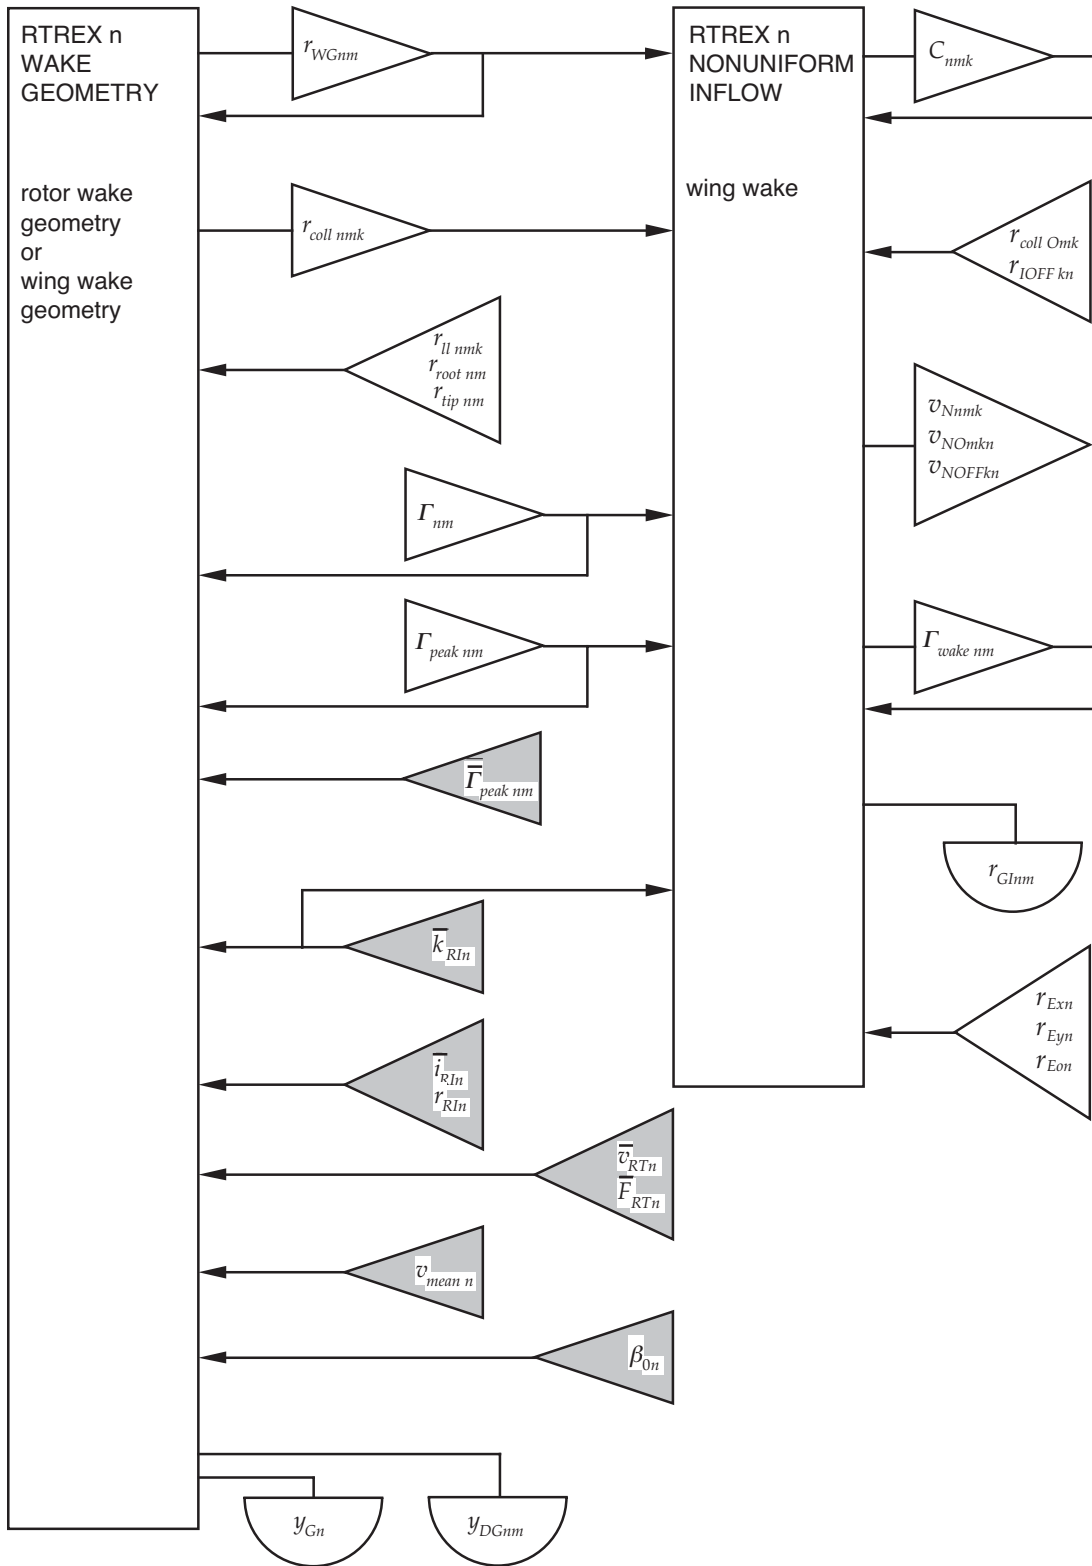 RTREX n
WAKE
GEOMETRY
rotor wake
geometry
or
wing wake
geometry
r_WGnm
r_coll nmk
r_ll nmk
r_root nm
r_tip nm
Γ_nm
Γ_peak nm
Γ̅_peak nm
k̅_RIn
i̅_RIn
r_RIn
v̅_RTn
F̅_RTn
v_mean n
β_0n
y_Gn
y_DGnm
RTREX n
NONUNIFORM
INFLOW
wing wake
C_nmk
r_coll Omk
r_IOFF kn
v_Nnmk
v_NOmkn
v_NOFFkn
Γ_wake nm
r_GInm
r_Exn
r_Eyn
r_Eon